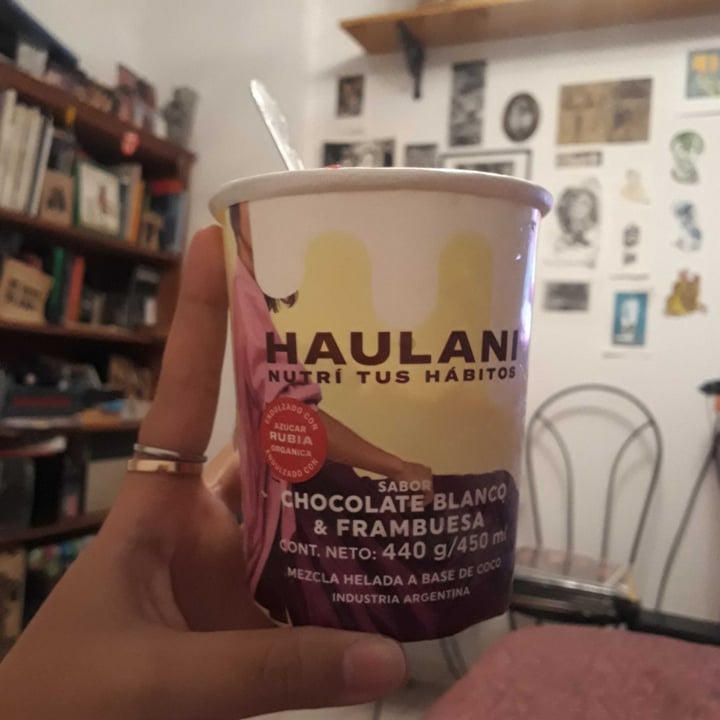 HAULANI
NUTRÍ TUS HÁBITOS
ENDULZADO CON
AZÚCAR
RUBIA
ORGANICA
ENDULZADO CON
SABOR
CHOCOLATE BLANCO
& FRAMBUESA
CONT. NETO: 440 g/450 ml
MEZCLA HELADA A BASE DE COCO
INDUSTRIA ARGENTINA